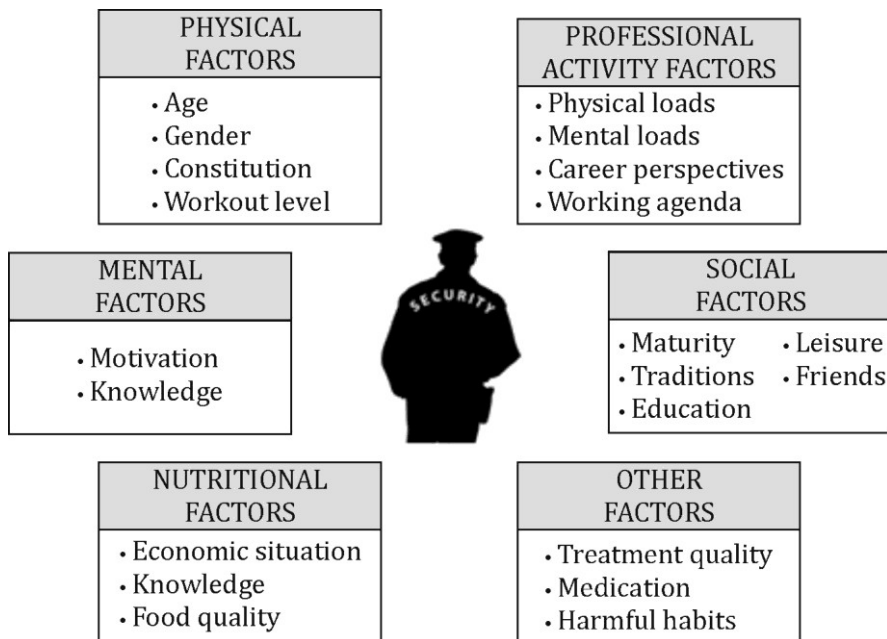 PHYSICAL
FACTORS
• Age
• Gender
• Constitution
• Workout level
PROFESSIONAL
ACTIVITY FACTORS
• Physical loads
• Mental loads
• Career perspectives
• Working agenda
MENTAL
FACTORS
• Motivation
• Knowledge
SECURITY
SOCIAL
FACTORS
• Maturity • Leisure
• Traditions • Friends
• Education
NUTRITIONAL
FACTORS
• Economic situation
• Knowledge
• Food quality
OTHER
FACTORS
• Treatment quality
• Medication
• Harmful habits